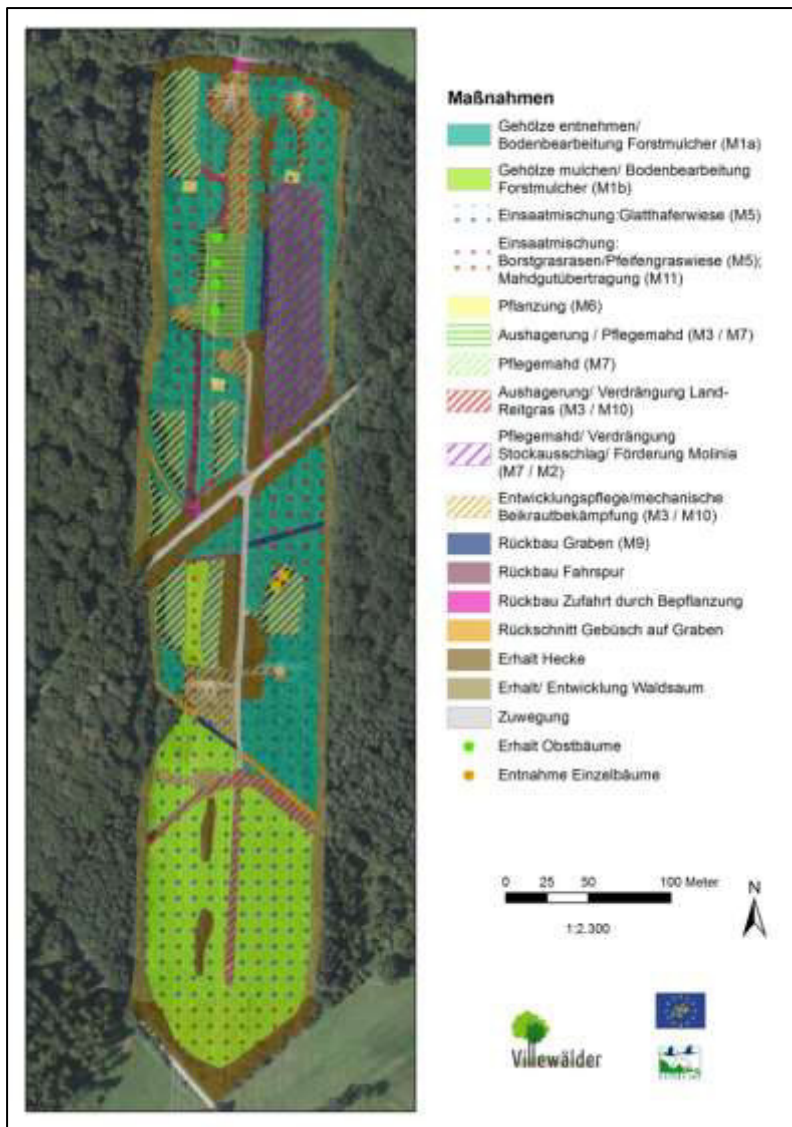 Maßnahmen
Gehölze entnehmen/
Bodenbearbeitung Forstmulcher (M1a)
Gehölze mulchen/ Bodenbearbeitung
Forstmulcher (M1b)
Einsaatmischung:Glatthaferwiese (M5)
Einsaatmischung:
Borstgrasrasen/Pfeifengraswiese (M5);
Mahdgutübertragung (M11)
Pflanzung (M6)
Aushagerung / Pflegemahd (M3 / M7)
Pflegemahd (M7)
Aushagerung/ Verdrängung Land-
Reitgras (M3 / M10)
Pflegemahd/ Verdrängung
Stockausschlag/ Förderung Molinia
(M7 / M2)
Entwicklungspflege/mechanische
Beikrautbekämpfung (M3 / M10)
Rückbau Graben (M9)
Rückbau Fahrspur
Rückbau Zufahrt durch Bepflanzung
Rückschnitt Gebüsch auf Graben
Erhalt Hecke
Erhalt/ Entwicklung Waldsaum
Zuwegung
Erhalt Obstbäume
Entnahme Einzelbäume
0 25 50 100 Meter
N
1:2.300
Villewälder